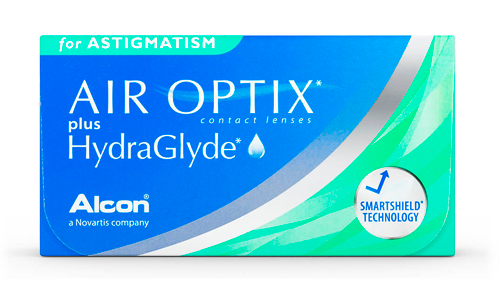 for ASTIGMATISM
AIR OPTIX*
contact lenses
plus
HydraGlyde*
Alcon®
a Novartis company
SMARTSHIELD*
TECHNOLOGY